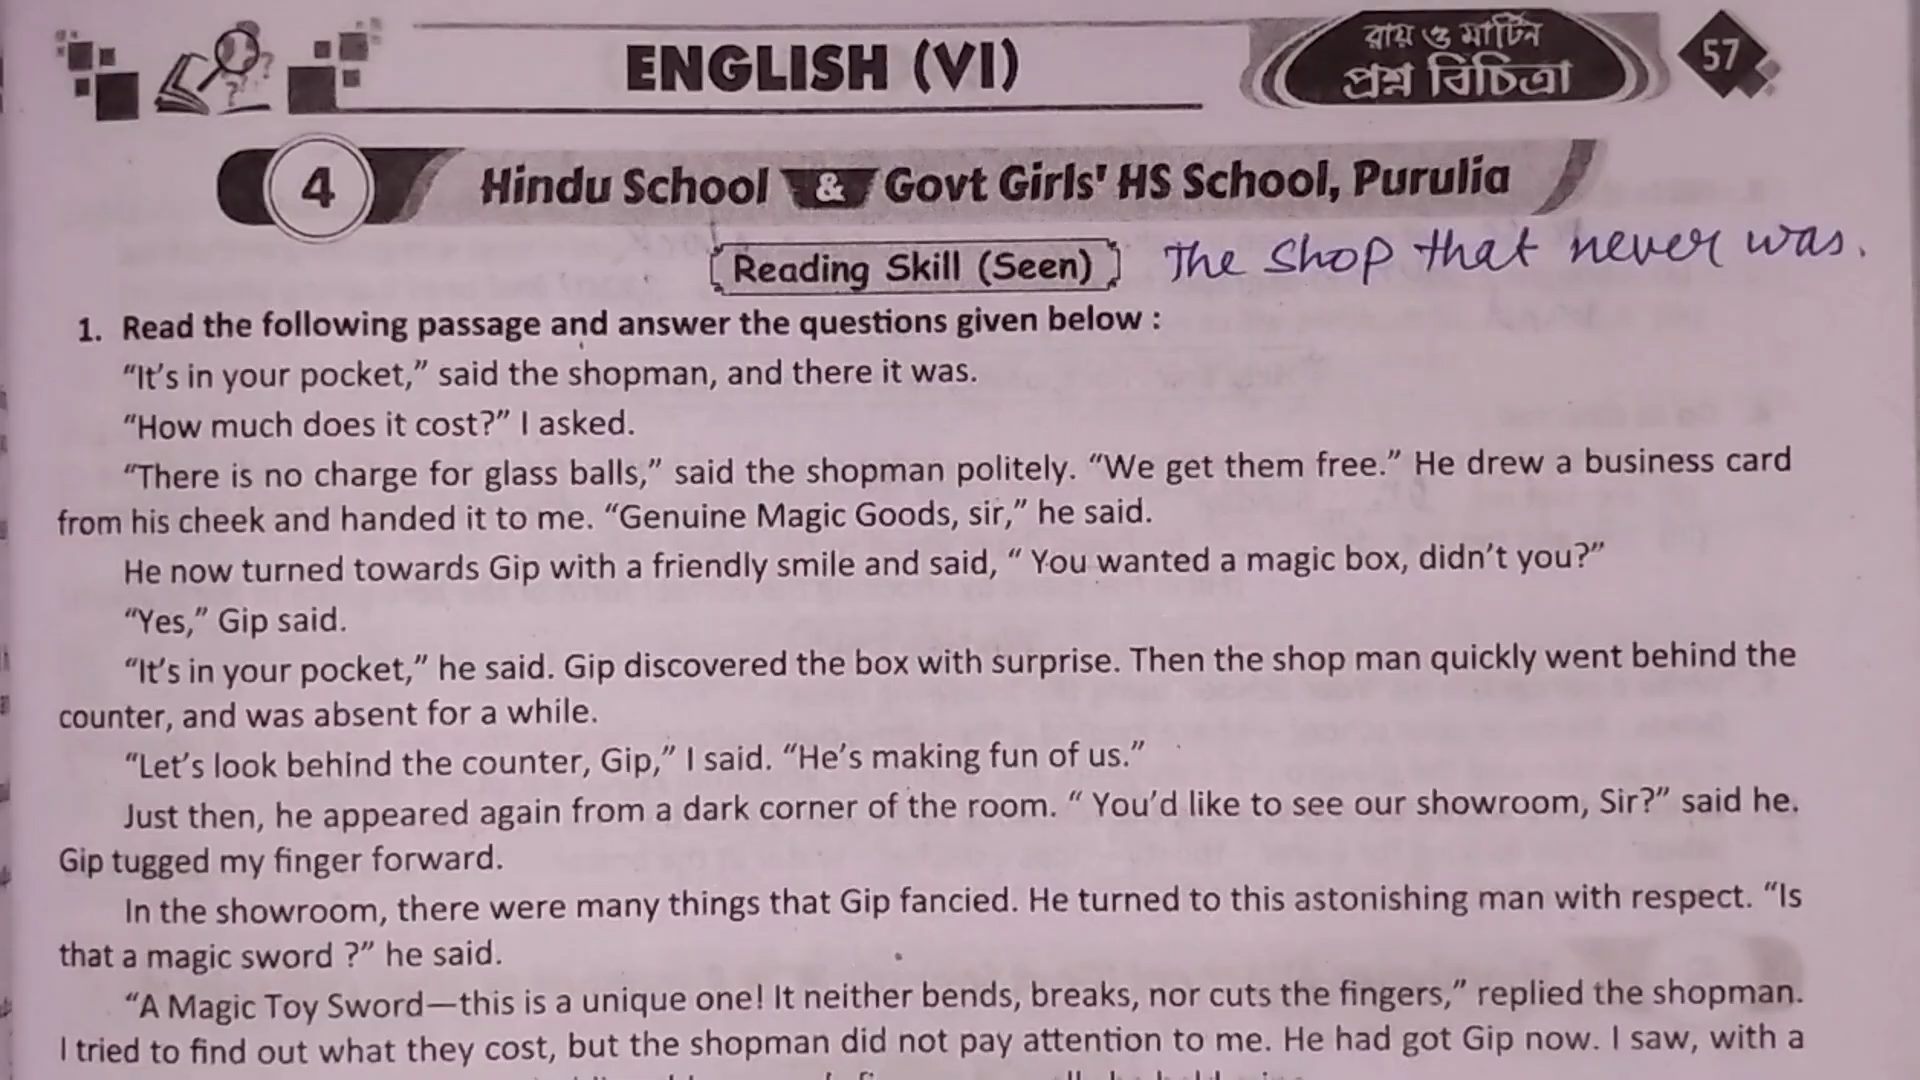 ENGLISH (VI)
রায় ও মার্টিন
প্রশ্ন বিচিত্রা
57
4 Hindu School & Govt Girls' HS School, Purulia
Reading Skill (Seen) The shop that never was.
1. Read the following passage and answer the questions given below :
“It’s in your pocket,” said the shopman, and there it was.
“How much does it cost?” I asked.
“There is no charge for glass balls,” said the shopman politely. “We get them free.” He drew a business card
from his cheek and handed it to me. “Genuine Magic Goods, sir,” he said.
He now turned towards Gip with a friendly smile and said, “ You wanted a magic box, didn’t you?”
“Yes,” Gip said.
“It’s in your pocket,” he said. Gip discovered the box with surprise. Then the shop man quickly went behind the
counter, and was absent for a while.
“Let’s look behind the counter, Gip,” I said. “He’s making fun of us.”
Just then, he appeared again from a dark corner of the room. “ You’d like to see our showroom, Sir?” said he.
Gip tugged my finger forward.
In the showroom, there were many things that Gip fancied. He turned to this astonishing man with respect. “Is
that a magic sword ?” he said.
“A Magic Toy Sword—this is a unique one! It neither bends, breaks, nor cuts the fingers,” replied the shopman.
I tried to find out what they cost, but the shopman did not pay attention to me. He had got Gip now. I saw, with a